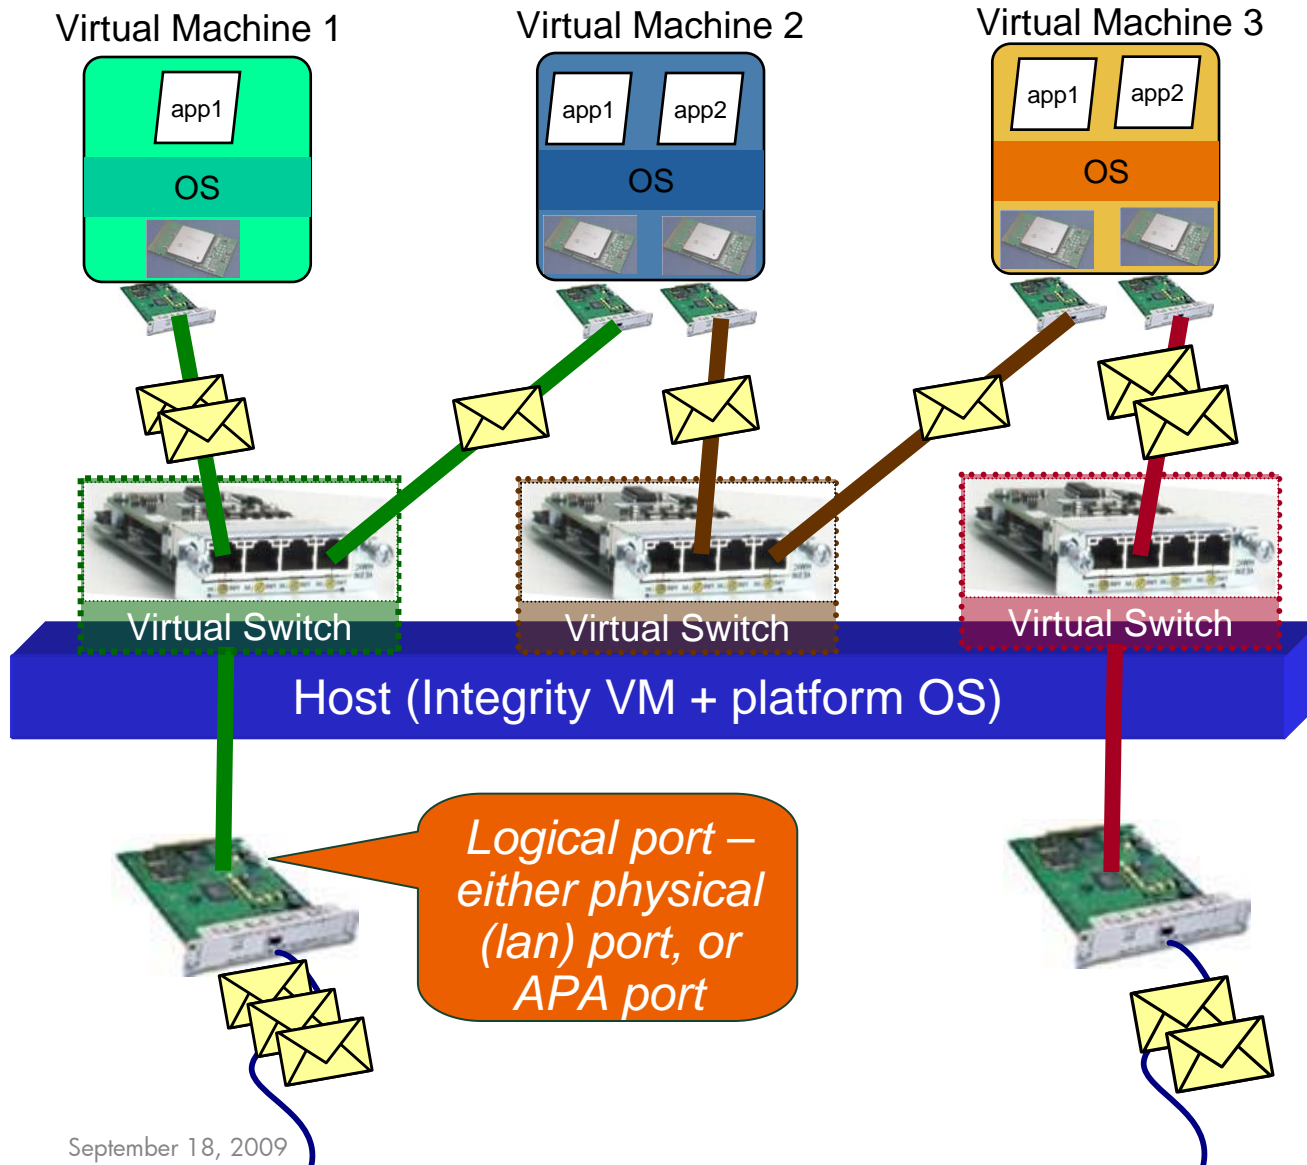 Virtual Machine 1
Virtual Machine 2
Virtual Machine 3
app1
app1
app2
app1
app2
OS
OS
OS
Virtual Switch
Virtual Switch
Virtual Switch
Host (Integrity VM + platform OS)
Logical port –
either physical
(lan) port, or
APA port
September 18, 2009